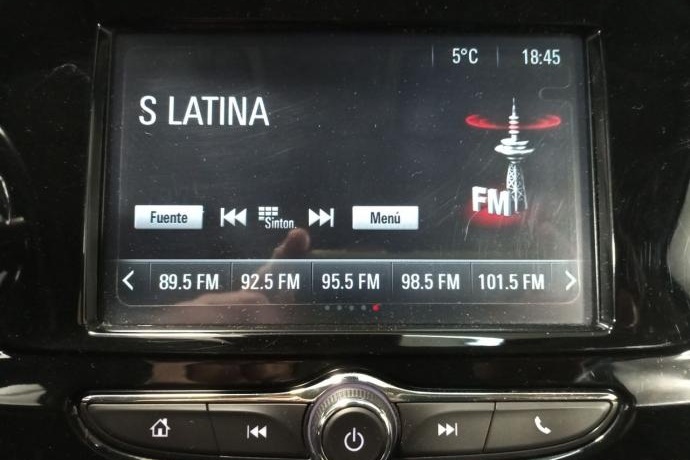 5°C 18:45
S LATINA
FM
Fuente Sinton. Menú
89.5 FM 92.5 FM 95.5 FM 98.5 FM 101.5 FM